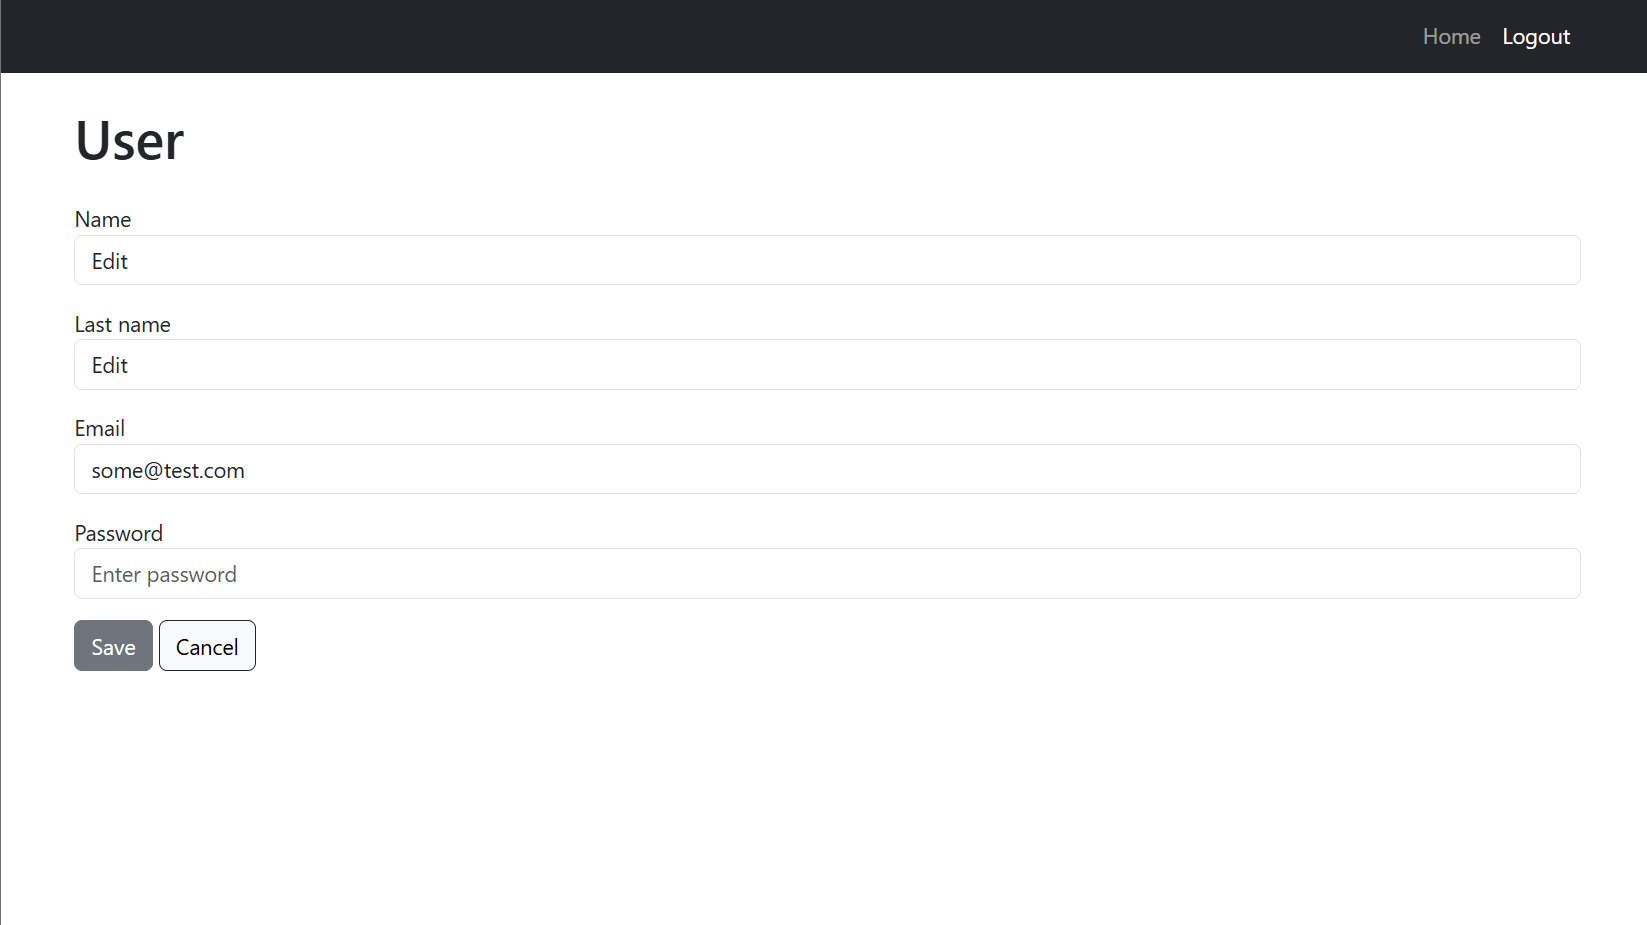 Home Logout
User
Name
Edit
Last name
Edit
Email
some@test.com
Password
Enter password
Save Cancel